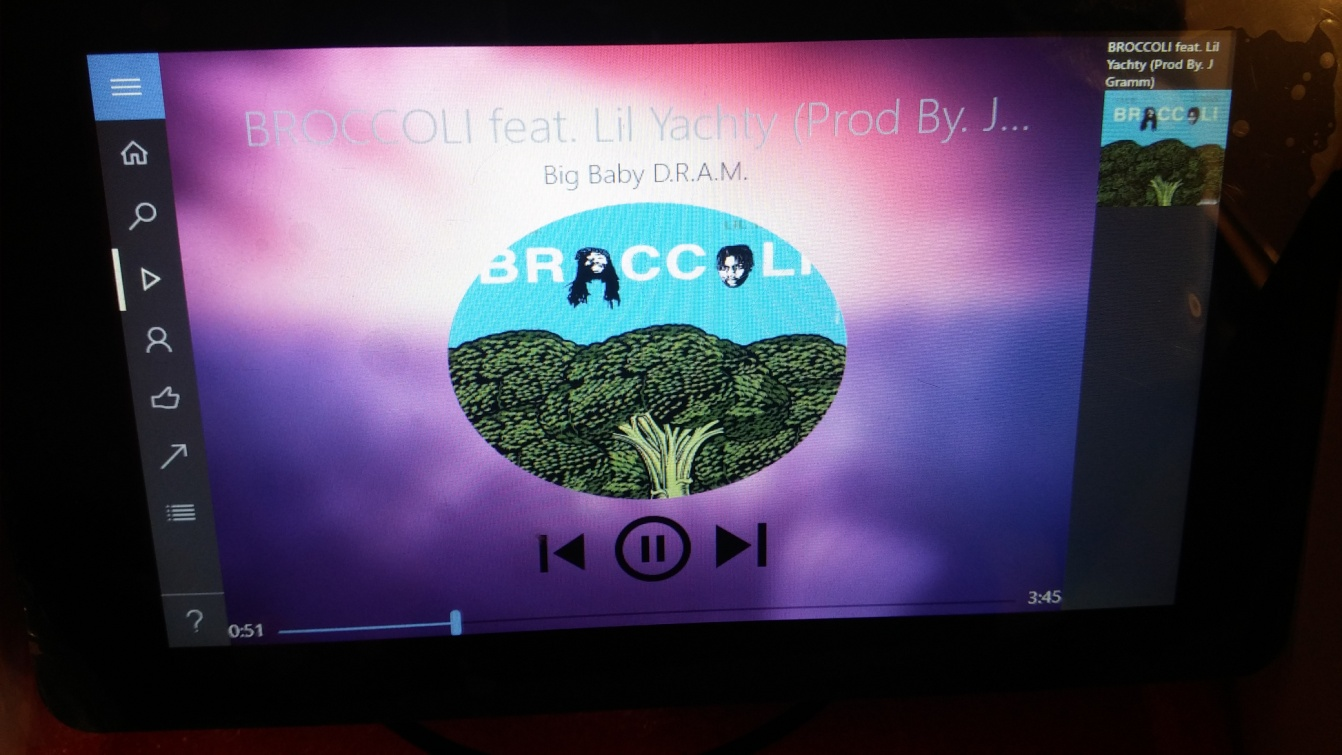 BROCCOLI feat. Lil Yachty (Prod By. J...
Big Baby D.R.A.M.
BROCCOLI
0:51
3:45
?
BROCCOLI feat. Lil
Yachty (Prod By. J
Gramm)
BROCCOLI